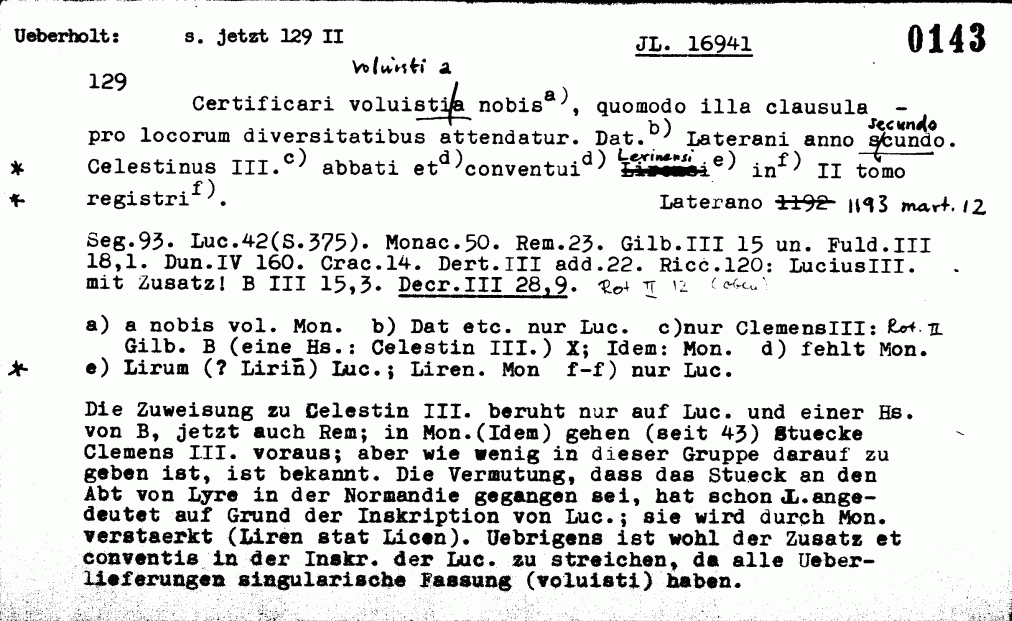 Ueberholt: s. jetzt 129 II JL. 16941 0143
voluisti a
129
Certificari voluistia nobis a), quomodo illa clausula -
secundo
pro locorum diversitatibus attendatur. Dat. b) Laterani anno scundo.
Lerinensi
* Celestinus III. c) abbati et d) conventui d) e) in f) II tomo
* registri f). Laterano 1192 1193 mart. 12
Seg.93. Luc.42(S.375). Monac.50. Rem.23. Gilb.III 15 un. Fuld.III
18,1. Dun.IV 160. Crac.14. Dert.III add.22. Ricc.120: LuciusIII.
mit Zusatz! B III 15,3. Decr.III 28,9. Rot II 12 (oben)
a) a nobis vol. Mon. b) Dat etc. nur Luc. c)nur ClemensIII: Rot. II
Gilb. B (eine Hs.: Celestin III.) X; Idem: Mon. d) fehlt Mon.
* e) Lirum (? Lirin̄) Luc.; Liren. Mon f-f) nur Luc.
Die Zuweisung zu Celestin III. beruht nur auf Luc. und einer Hs.
von B, jetzt auch Rem; in Mon.(Idem) gehen (seit 43) Stuecke
Clemens III. voraus; aber wie wenig in dieser Gruppe darauf zu
geben ist, ist bekannt. Die Vermutung, dass das Stueck an den
Abt von Lyre in der Normandie gegangen sei, hat schon J.L.ange-
deutet auf Grund der Inskription von Luc.; sie wird durch Mon.
verstaerkt (Liren stat Licen). Uebrigens ist wohl der Zusatz et
conventis in der Inskr. der Luc. zu streichen, da alle Ueber-
lieferungen singularische Fassung (voluisti) haben.